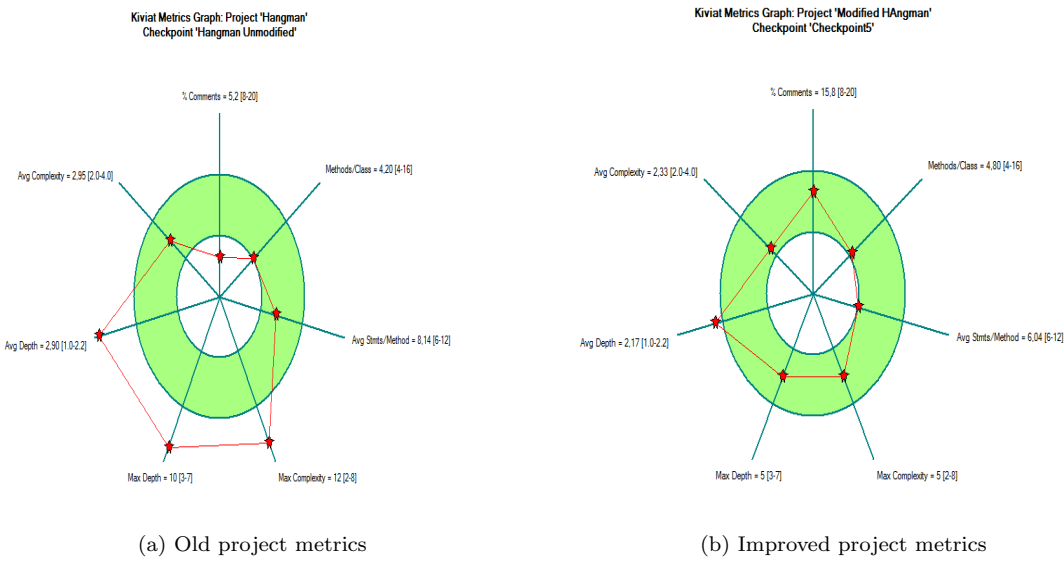 Kiviat Metrics Graph: Project 'Hangman'
Checkpoint 'Hangman Unmodified'
% Comments = 5,2 [8-20]
Avg Complexity = 2,95 [2.0-4.0]
Methods/Class = 4,20 [4-16]
Avg Depth = 2,90 [1.0-2.2]
Avg Stmts/Method = 8,14 [6-12]
Max Depth = 10 [3-7]
Max Complexity = 12 [2-8]
(a) Old project metrics
Kiviat Metrics Graph: Project 'Modified HAngman'
Checkpoint 'Checkpoint5'
% Comments = 15,8 [8-20]
Avg Complexity = 2,33 [2.0-4.0]
Methods/Class = 4,80 [4-16]
Avg Depth = 2,17 [1.0-2.2]
Avg Stmts/Method = 6,04 [6-12]
Max Depth = 5 [3-7]
Max Complexity = 5 [2-8]
(b) Improved project metrics